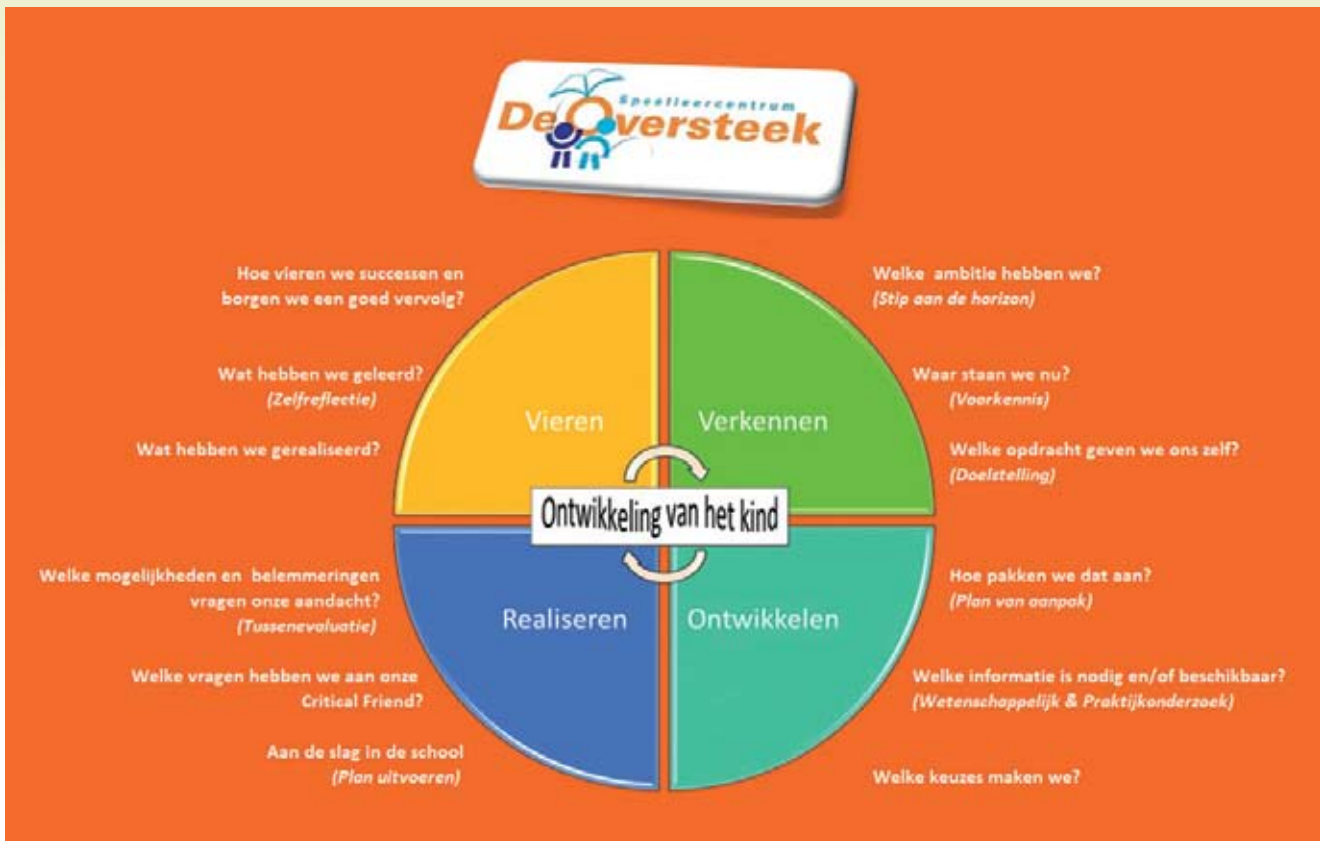 Speelleercentrum
De Oversteek
Hoe vieren we successen en
borgen we een goed vervolg?
Wat hebben we geleerd?
(Zelfreflectie)
Wat hebben we gerealiseerd?
Vieren
Welke ambitie hebben we?
(Stip aan de horizon)
Waar staan we nu?
(Voorkennis)
Welke opdracht geven we ons zelf?
(Doelstelling)
Verkennen
Ontwikkeling van het kind
Welke mogelijkheden en belemmeringen
vragen onze aandacht?
(Tussenevaluatie)
Welke vragen hebben we aan onze
Critical Friend?
Aan de slag in de school
(Plan uitvoeren)
Realiseren
Ontwikkelen
Hoe pakken we dat aan?
(Plan van aanpak)
Welke informatie is nodig en/of beschikbaar?
(Wetenschappelijk & Praktijkonderzoek)
Welke keuzes maken we?